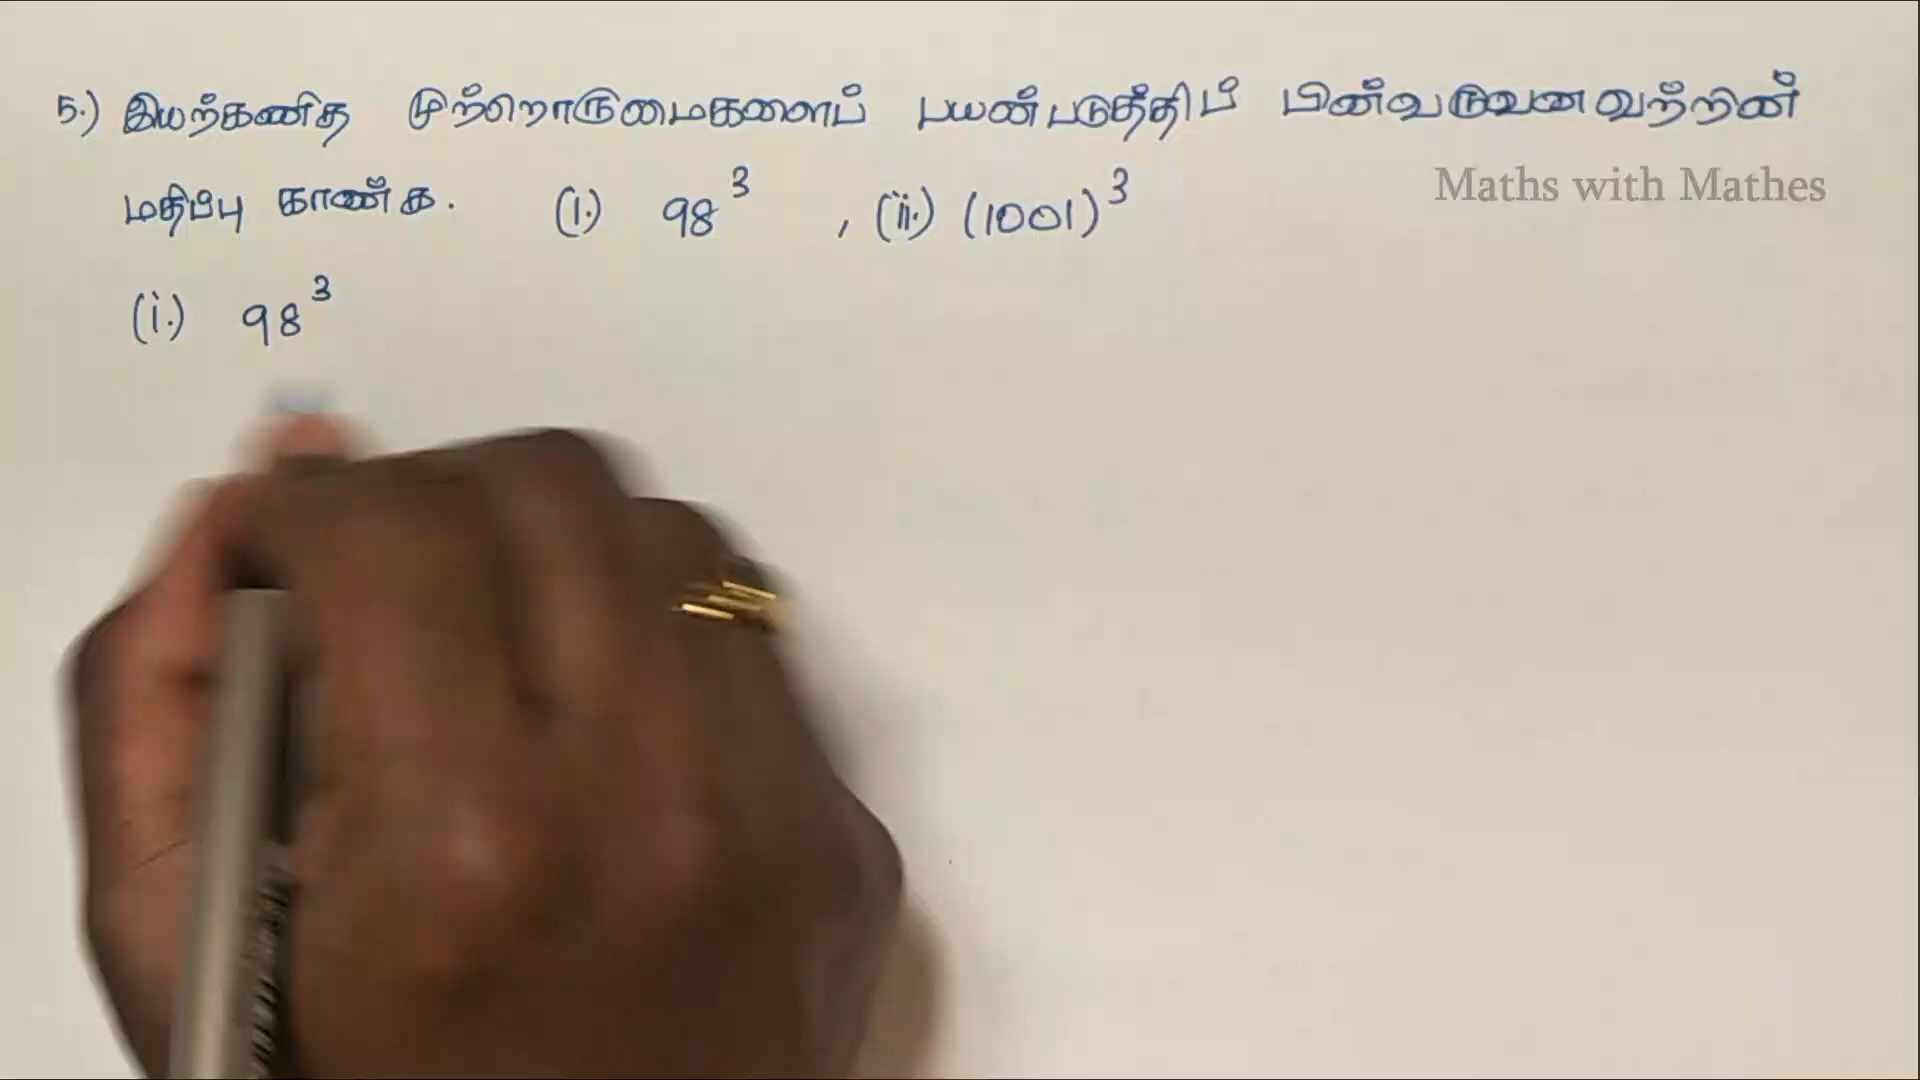 5.) இயற்கணித முற்றொருமைகளைப் பயன்படுத்திப் பின்வருவனவற்றின்
மதிப்பு காண்க. (i.) 98³ , (ii.) (1001)³
Maths with Mathes
(i.) 98³